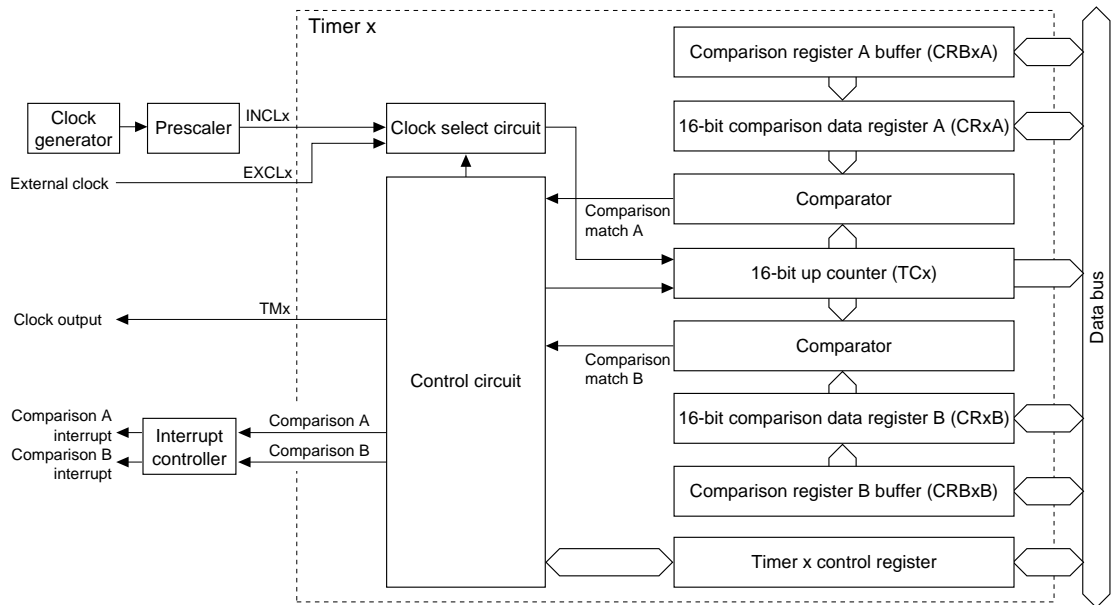 Timer x
Comparison register A buffer (CRBxA)
Clock
generator
Prescaler
INCLx
Clock select circuit
16-bit comparison data register A (CRxA)
External clock
EXCLx
Comparison
match A
Comparator
16-bit up counter (TCx)
Clock output
TMx
Control circuit
Comparison
match B
Comparator
Comparison A
interrupt
Comparison B
interrupt
Interrupt
controller
Comparison A
Comparison B
16-bit comparison data register B (CRxB)
Comparison register B buffer (CRBxB)
Timer x control register
Data bus